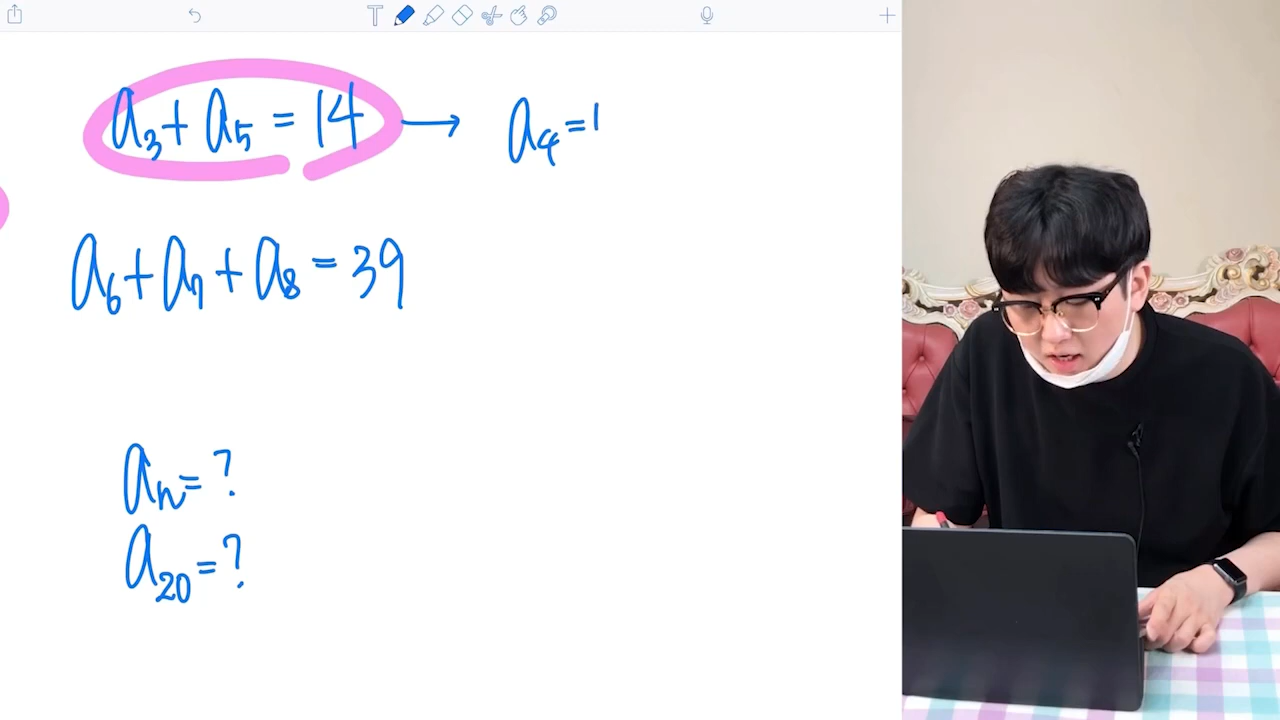 a₃+a₅=14 → a₄=1
a₆+a₇+a₈=39
aₙ=?
a₂₀=?